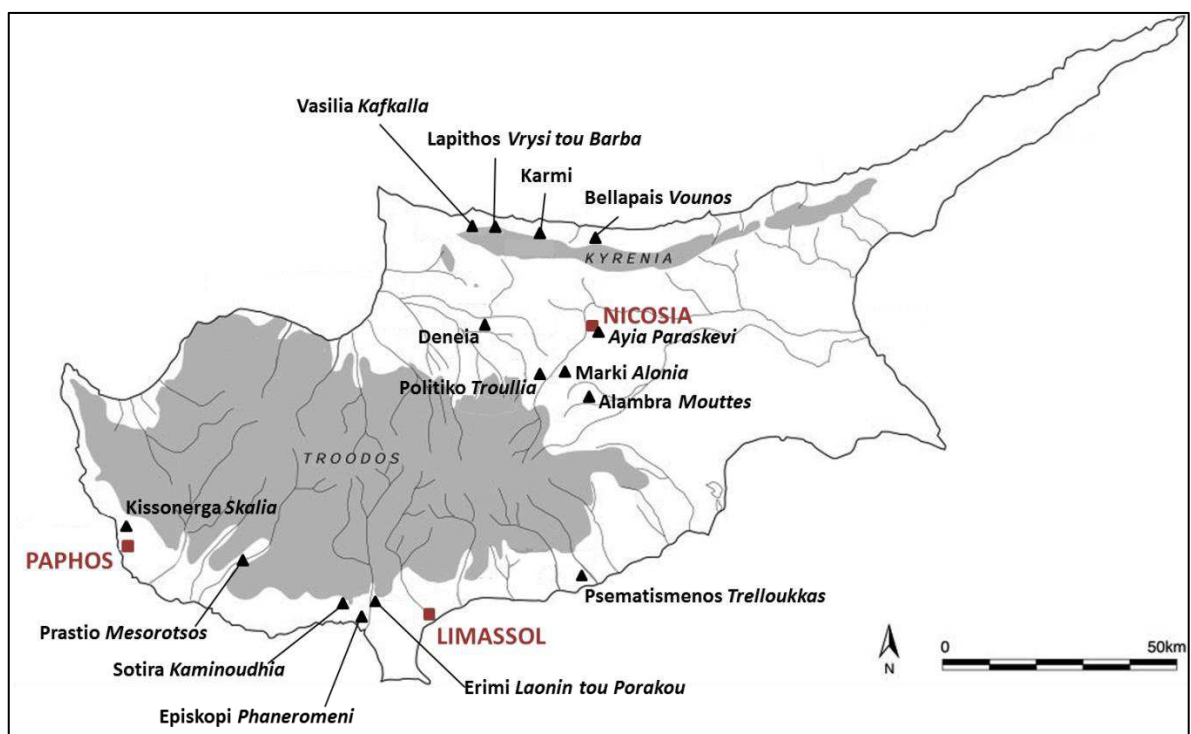 Vasilia Kafkalla
Lapithos Vrysi tou Barba
Karmi
Bellapais Vounos
KYRENIA
NICOSIA
Deneia
Ayia Paraskevi
Politiko Troullia
Marki Alonia
Alambra Mouttes
TROODOS
Kissonerga Skalia
PAPHOS
Psematismenos Trelloukkas
Prastio Mesorotsos
LIMASSOL
Sotira Kaminoudhia
Erimi Laonin tou Porakou
Episkopi Phaneromeni
N
0 50km